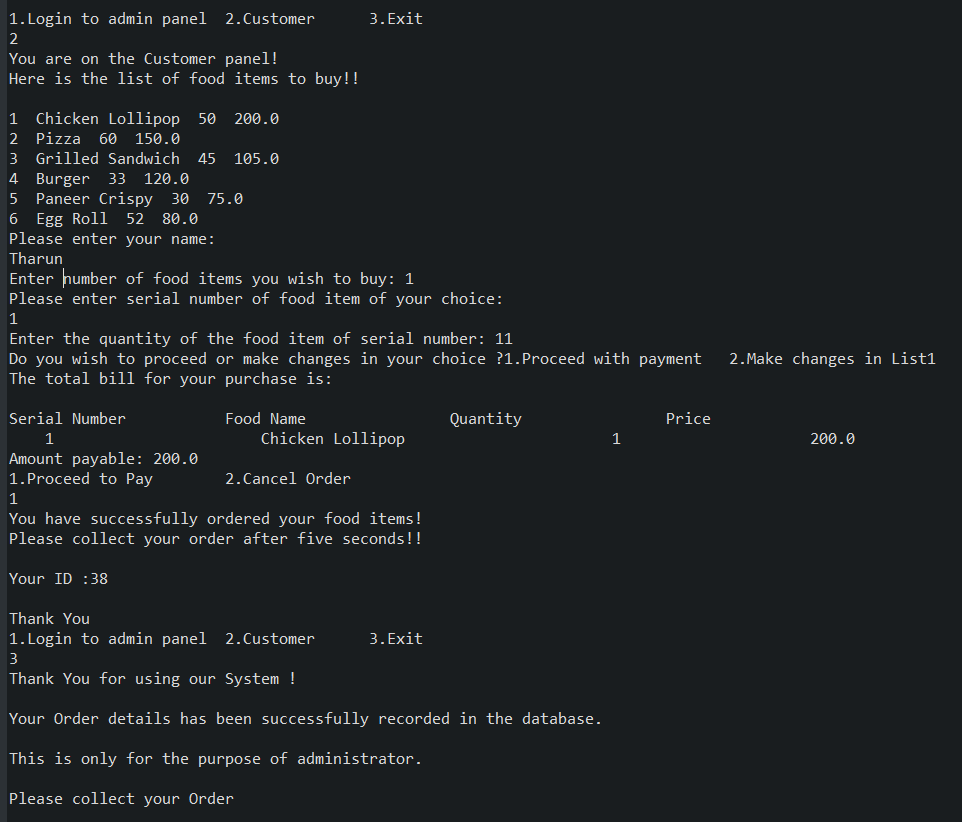 1.Login to admin panel  2.Customer      3.Exit
2
You are on the Customer panel!
Here is the list of food items to buy!!
1  Chicken Lollipop  50  200.0
2  Pizza  60  150.0
3  Grilled Sandwich  45  105.0
4  Burger  33  120.0
5  Paneer Crispy  30  75.0
6  Egg Roll  52  80.0
Please enter your name:
Tharun
Enter number of food items you wish to buy: 1
Please enter serial number of food item of your choice:
1
Enter the quantity of the food item of serial number: 11
Do you wish to proceed or make changes in your choice ?1.Proceed with payment   2.Make changes in List1
The total bill for your purchase is:
Serial Number           Food Name                Quantity                Price
    1                       Chicken Lollipop                       1                     200.0
Amount payable: 200.0
1.Proceed to Pay        2.Cancel Order
1
You have successfully ordered your food items!
Please collect your order after five seconds!!
Your ID :38
Thank You
1.Login to admin panel  2.Customer      3.Exit
3
Thank You for using our System !
Your Order details has been successfully recorded in the database.
This is only for the purpose of administrator.
Please collect your Order